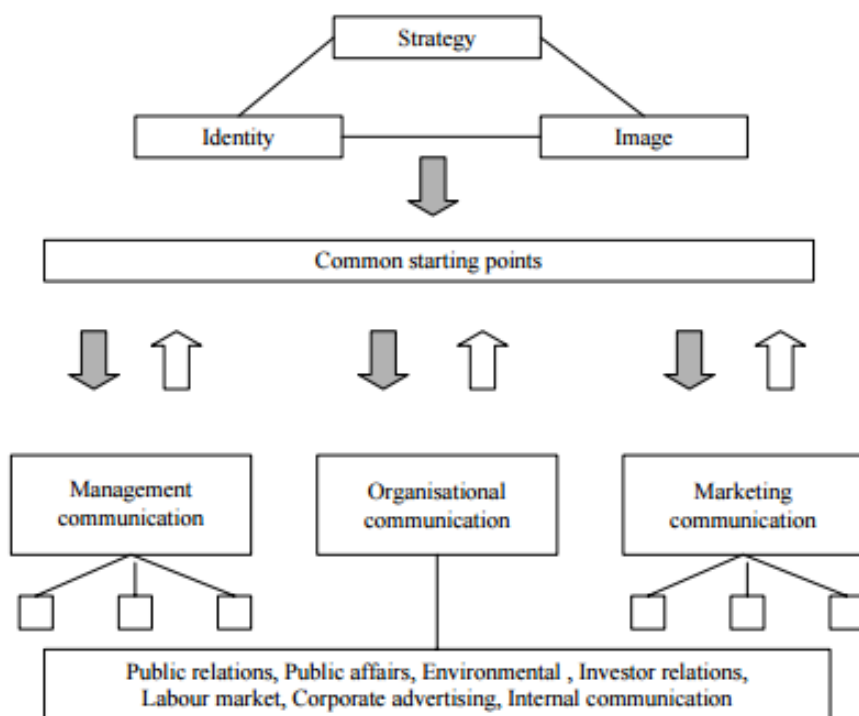 Strategy
Identity
Image
Common starting points
Management
communication
Organisational
communication
Marketing
communication
Public relations, Public affairs, Environmental , Investor relations,
Labour market, Corporate advertising, Internal communication